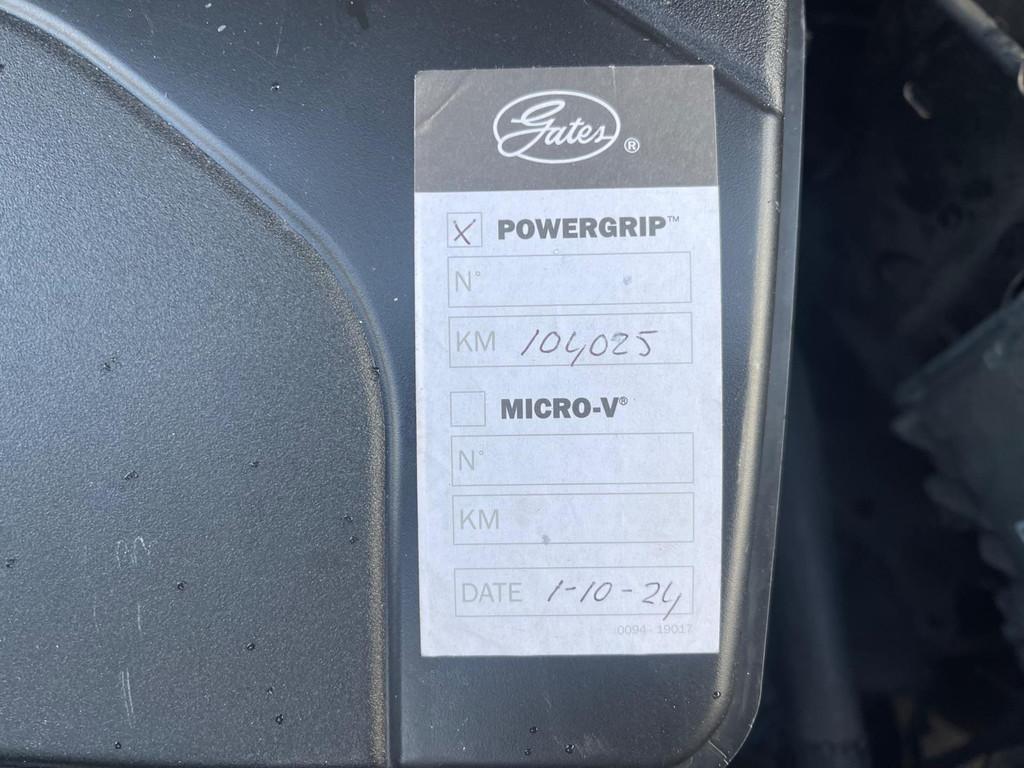 Gates ®
X POWERGRIP™
N°
KM 104025
MICRO-V®
N°
KM
DATE 1-10-24
0094-19017